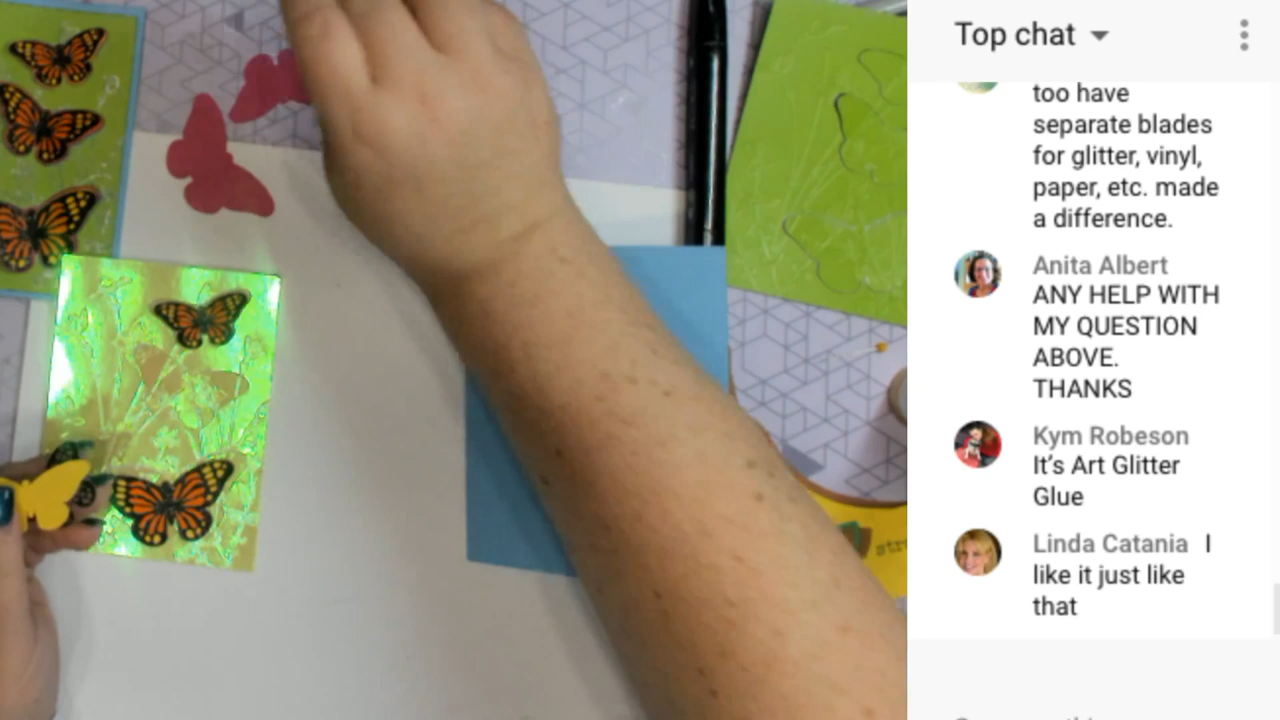 Top chat
too have
separate blades
for glitter, vinyl,
paper, etc. made
a difference.
Anita Albert
ANY HELP WITH
MY QUESTION
ABOVE.
THANKS
Kym Robeson
It's Art Glitter
Glue
Linda Catania I
like it just like
that